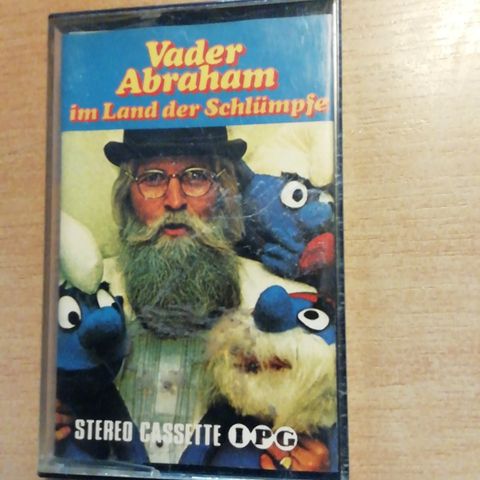 Vader
Abraham
im Land der Schlümpfe
STEREO CASSETTE IPG